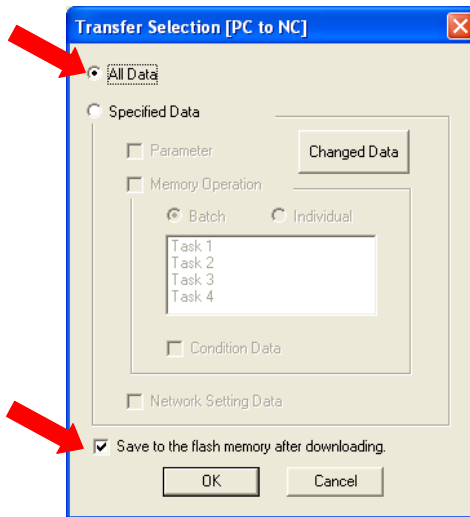 Transfer Selection [PC to NC]
All Data
Specified Data
Parameter
Changed Data
Memory Operation
Batch
Individual
Task 1
Task 2
Task 3
Task 4
Condition Data
Network Setting Data
Save to the flash memory after downloading.
OK
Cancel